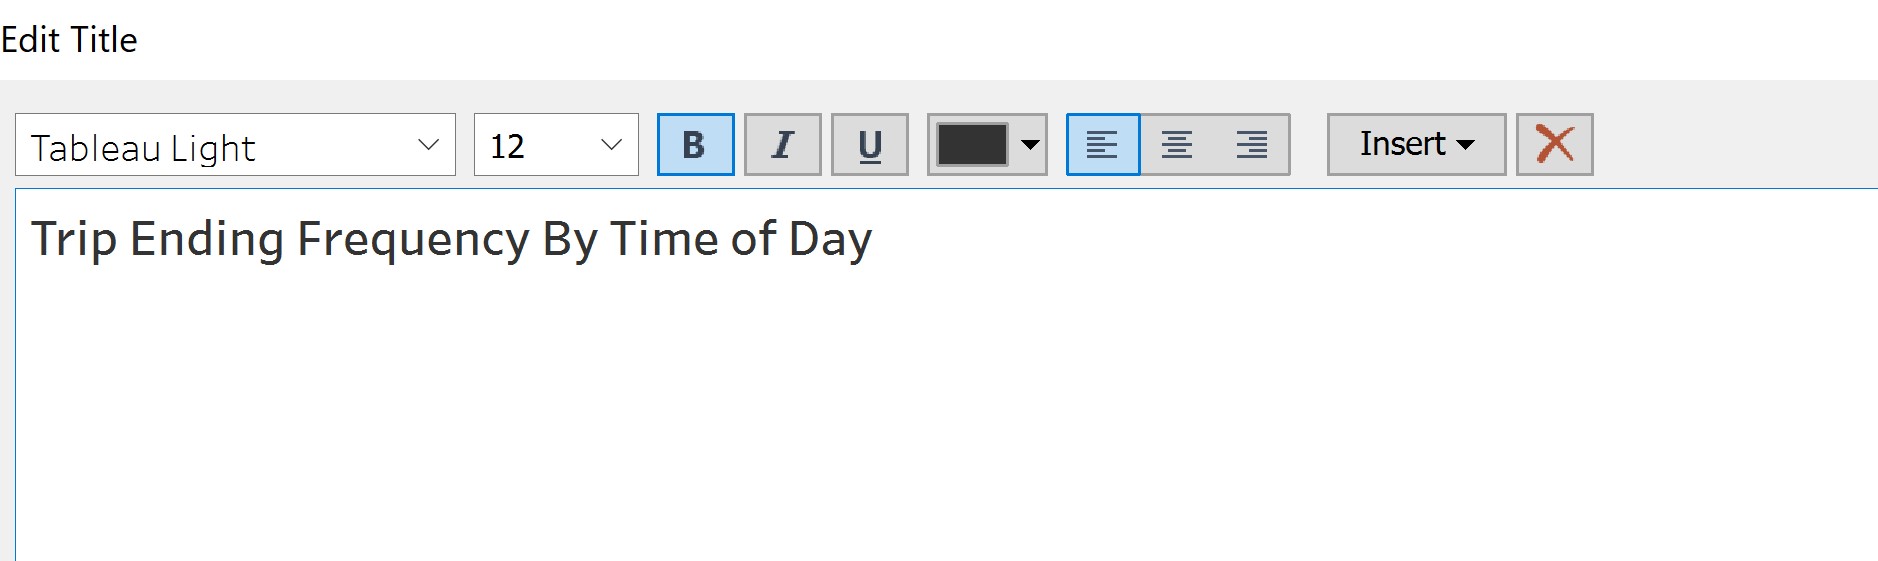 Edit Title
Tableau Light 12 B I U Insert
Trip Ending Frequency By Time of Day